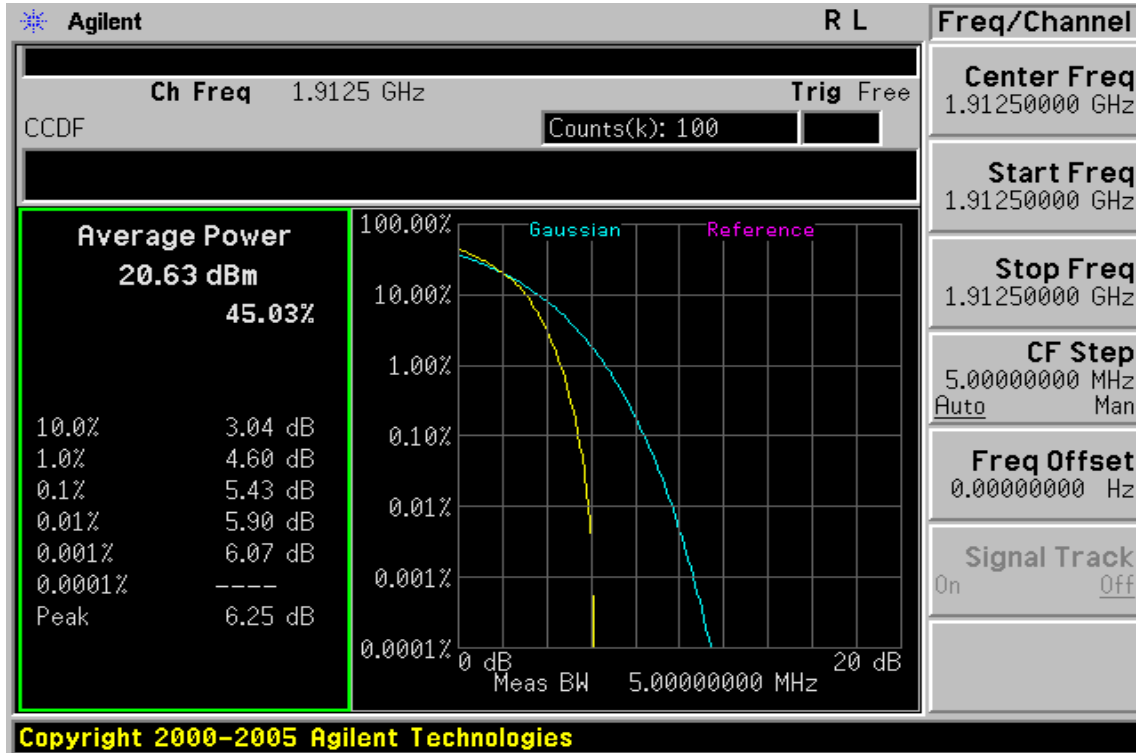 Agilent
R L
Freq/Channel
Ch Freq 1.9125 GHz
Trig Free
CCDF
Counts(k): 100
Average Power
20.63 dBm
45.03%
10.0% 3.04 dB
1.0% 4.60 dB
0.1% 5.43 dB
0.01% 5.90 dB
0.001% 6.07 dB
0.0001% ----
Peak 6.25 dB
Gaussian
Reference
100.00%
10.00%
1.00%
0.10%
0.01%
0.001%
0.0001%
0 dB
20 dB
Meas BW 5.00000000 MHz
Center Freq
1.91250000 GHz
Start Freq
1.91250000 GHz
Stop Freq
1.91250000 GHz
CF Step
5.00000000 MHz
Auto Man
Freq Offset
0.00000000 Hz
Signal Track
On Off
Copyright 2000-2005 Agilent Technologies